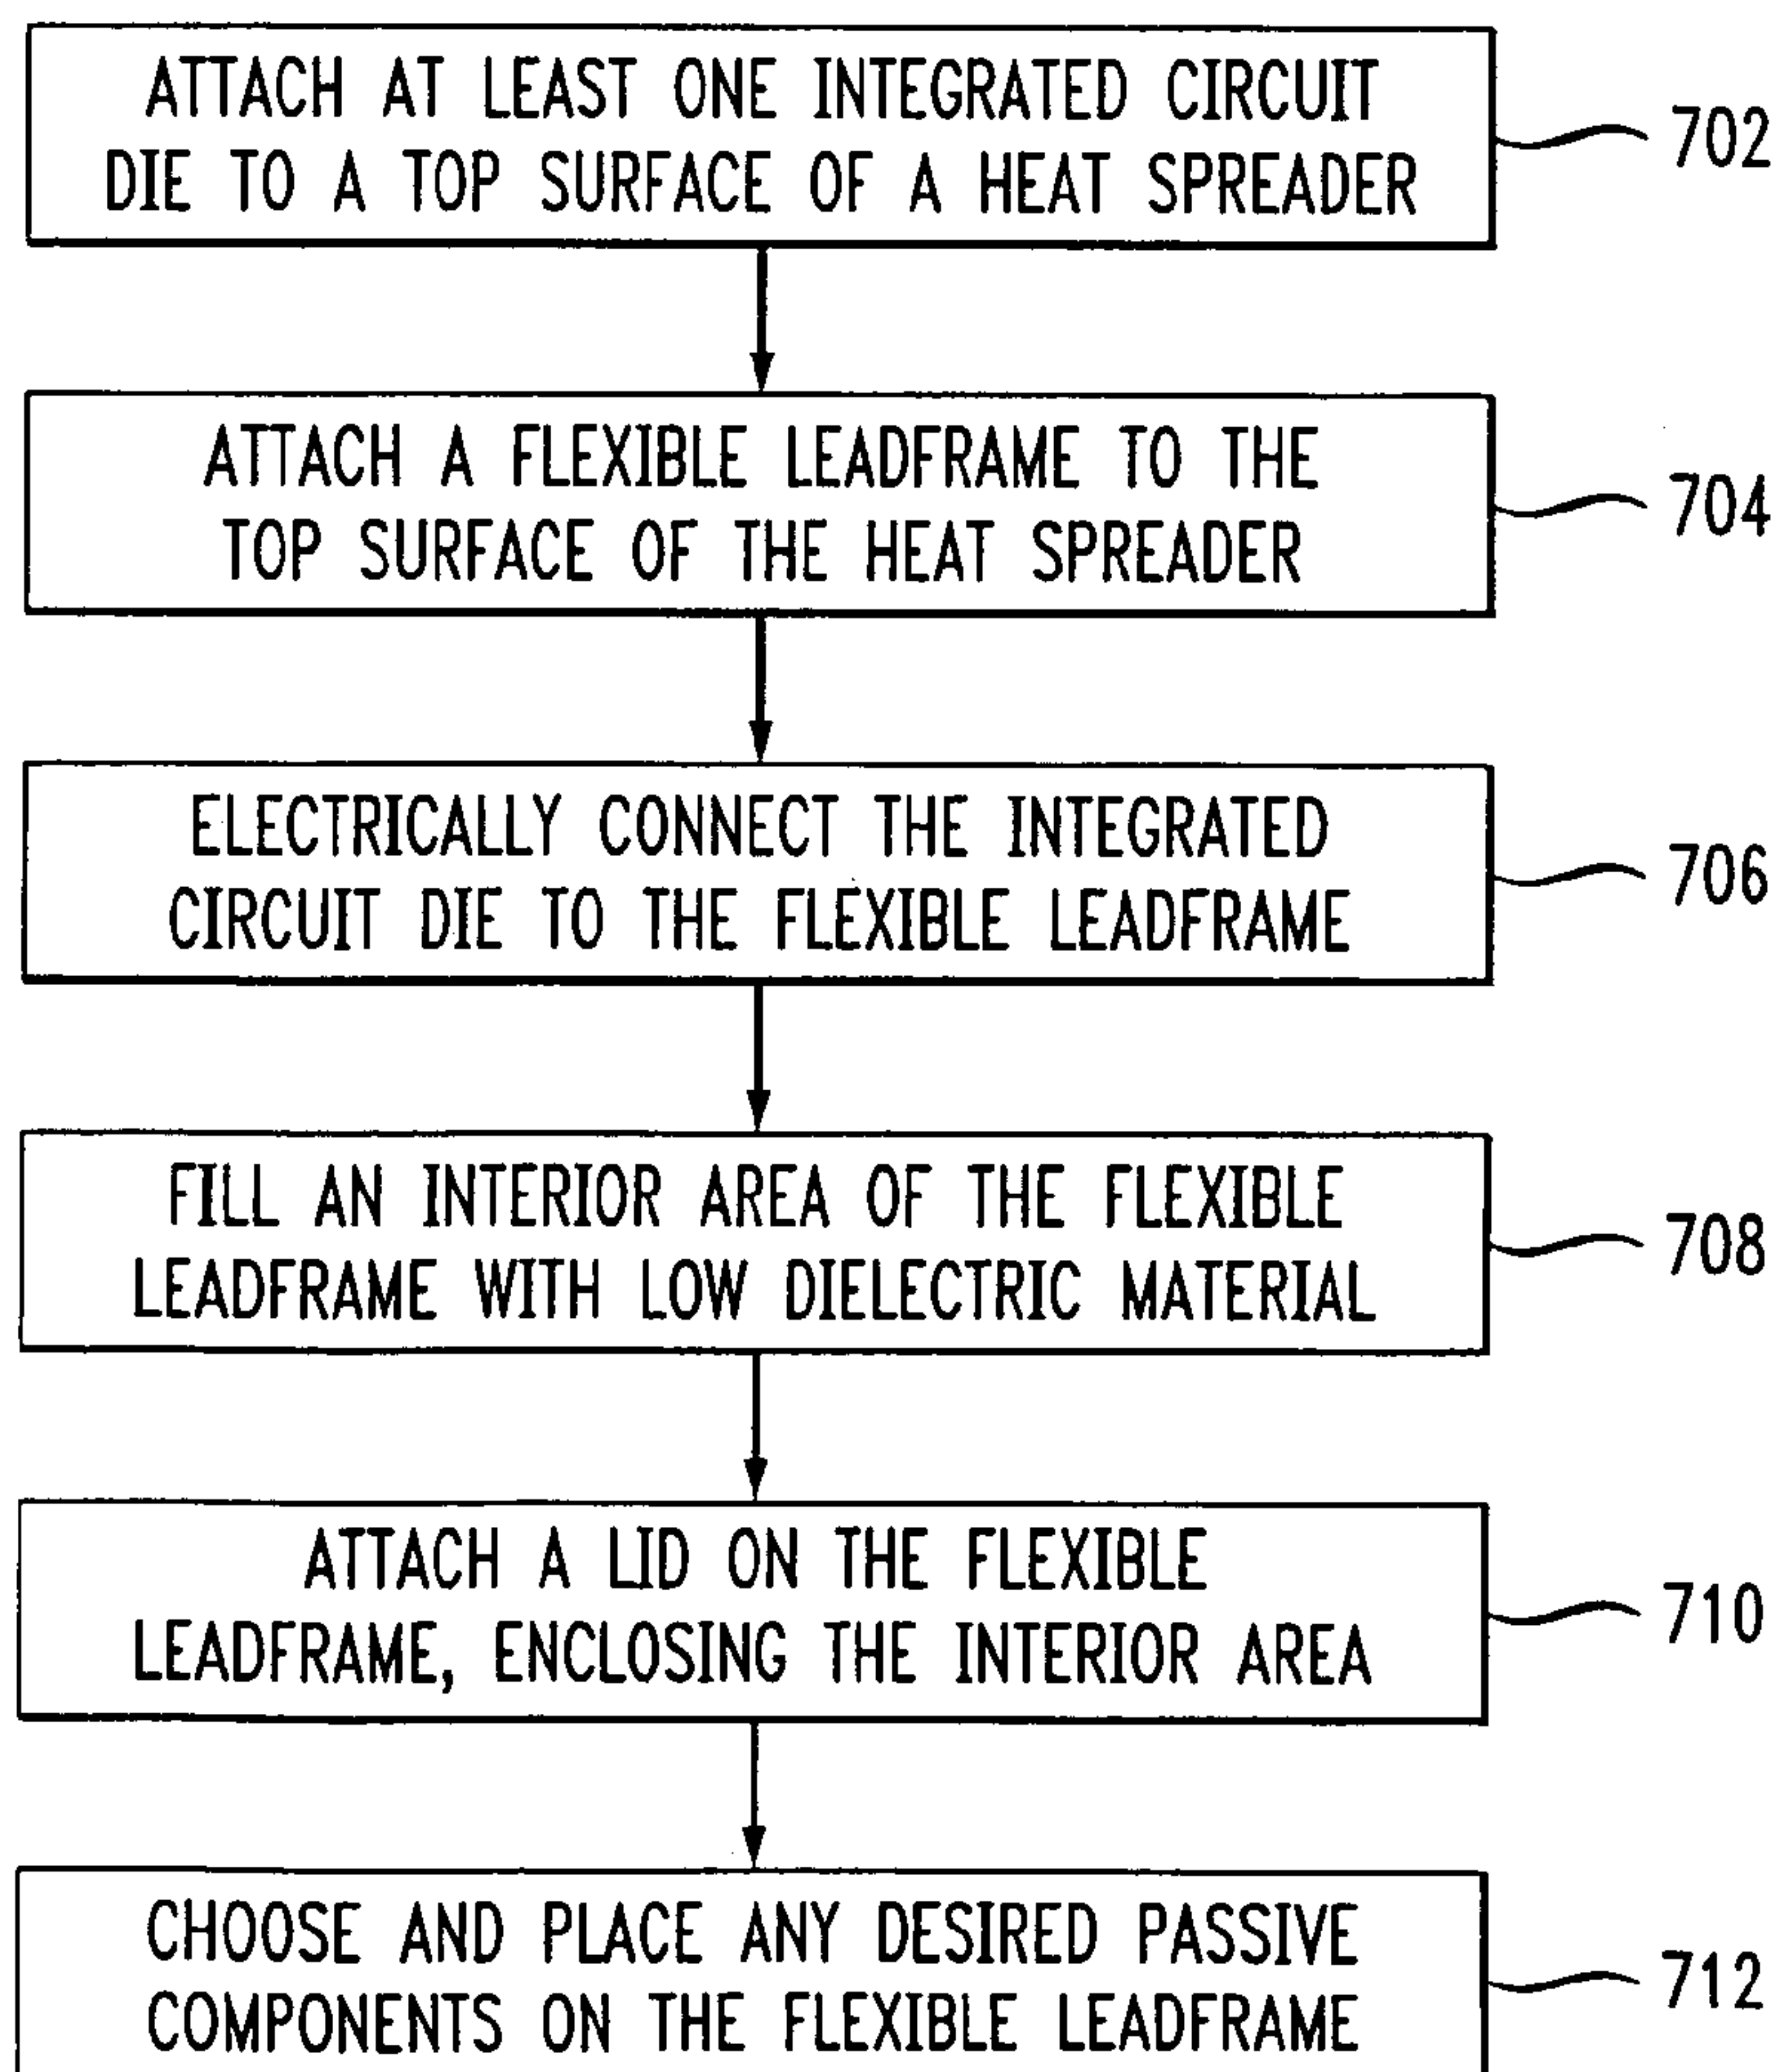 ATTACH AT LEAST ONE INTEGRATED CIRCUIT
DIE TO A TOP SURFACE OF A HEAT SPREADER
702
ATTACH A FLEXIBLE LEADFRAME TO THE
TOP SURFACE OF THE HEAT SPREADER
704
ELECTRICALLY CONNECT THE INTEGRATED
CIRCUIT DIE TO THE FLEXIBLE LEADFRAME
706
FILL AN INTERIOR AREA OF THE FLEXIBLE
LEADFRAME WITH LOW DIELECTRIC MATERIAL
708
ATTACH A LID ON THE FLEXIBLE
LEADFRAME, ENCLOSING THE INTERIOR AREA
710
CHOOSE AND PLACE ANY DESIRED PASSIVE
COMPONENTS ON THE FLEXIBLE LEADFRAME
712